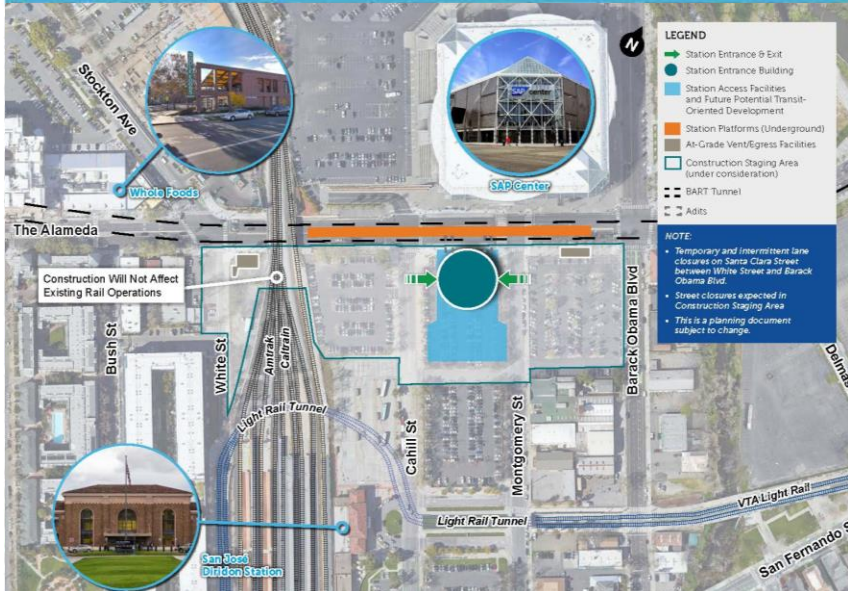 N
LEGEND
Station Entrance & Exit
Station Entrance Building
Station Access Facilities
and Future Potential Transit-
Oriented Development
Station Platforms (Underground)
At-Grade Vent/Egress Facilities
Construction Staging Area
(under consideration)
BART Tunnel
Adits
NOTE:
• Temporary and intermittent lane
closures on Santa Clara Street
between White Street and Barack
Obama Blvd.
• Street closures expected in
Construction Staging Area
• This is a planning document
subject to change.
Stockton Ave
Whole Foods
SAP Center
SAP Center
The Alameda
Construction Will Not Affect
Existing Rail Operations
Bush St
White St
Amtrak
Caltrain
Light Rail Tunnel
Cahill St
Montgomery St
Barack Obama Blvd
Delmas
Light Rail Tunnel
VTA Light Rail
San Fernando S
San José
Diridon Station